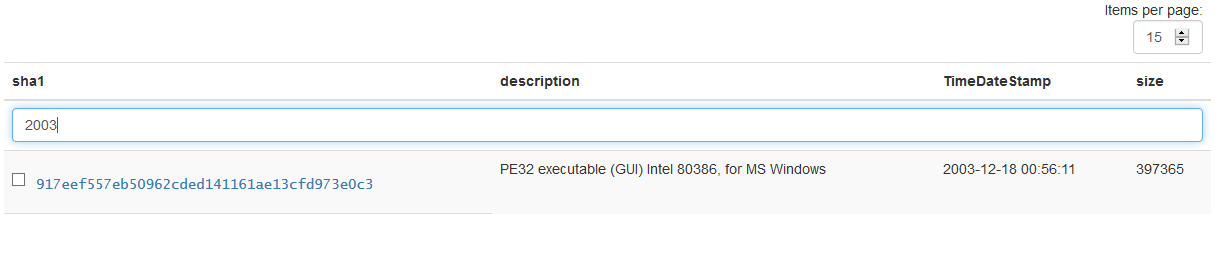 Items per page:
15
sha1 description TimeDateStamp size
2003
917eef557eb50962cded141161ae13cfd973e0c3 PE32 executable (GUI) Intel 80386, for MS Windows 2003-12-18 00:56:11 397365